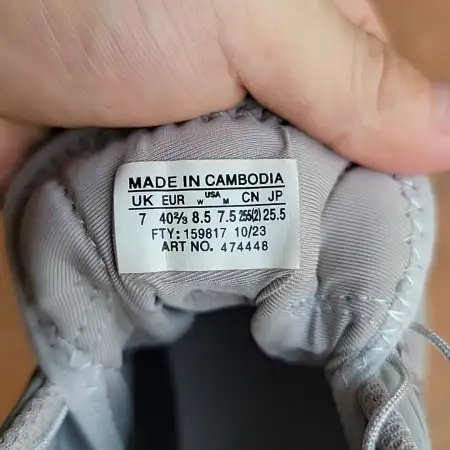 MADE IN CAMBODIA
UK EUR W USA M CN JP
7 40⅔ 8.5 7.5 255(2) 25.5
FTY: 159817 10/23
ART NO. 474448